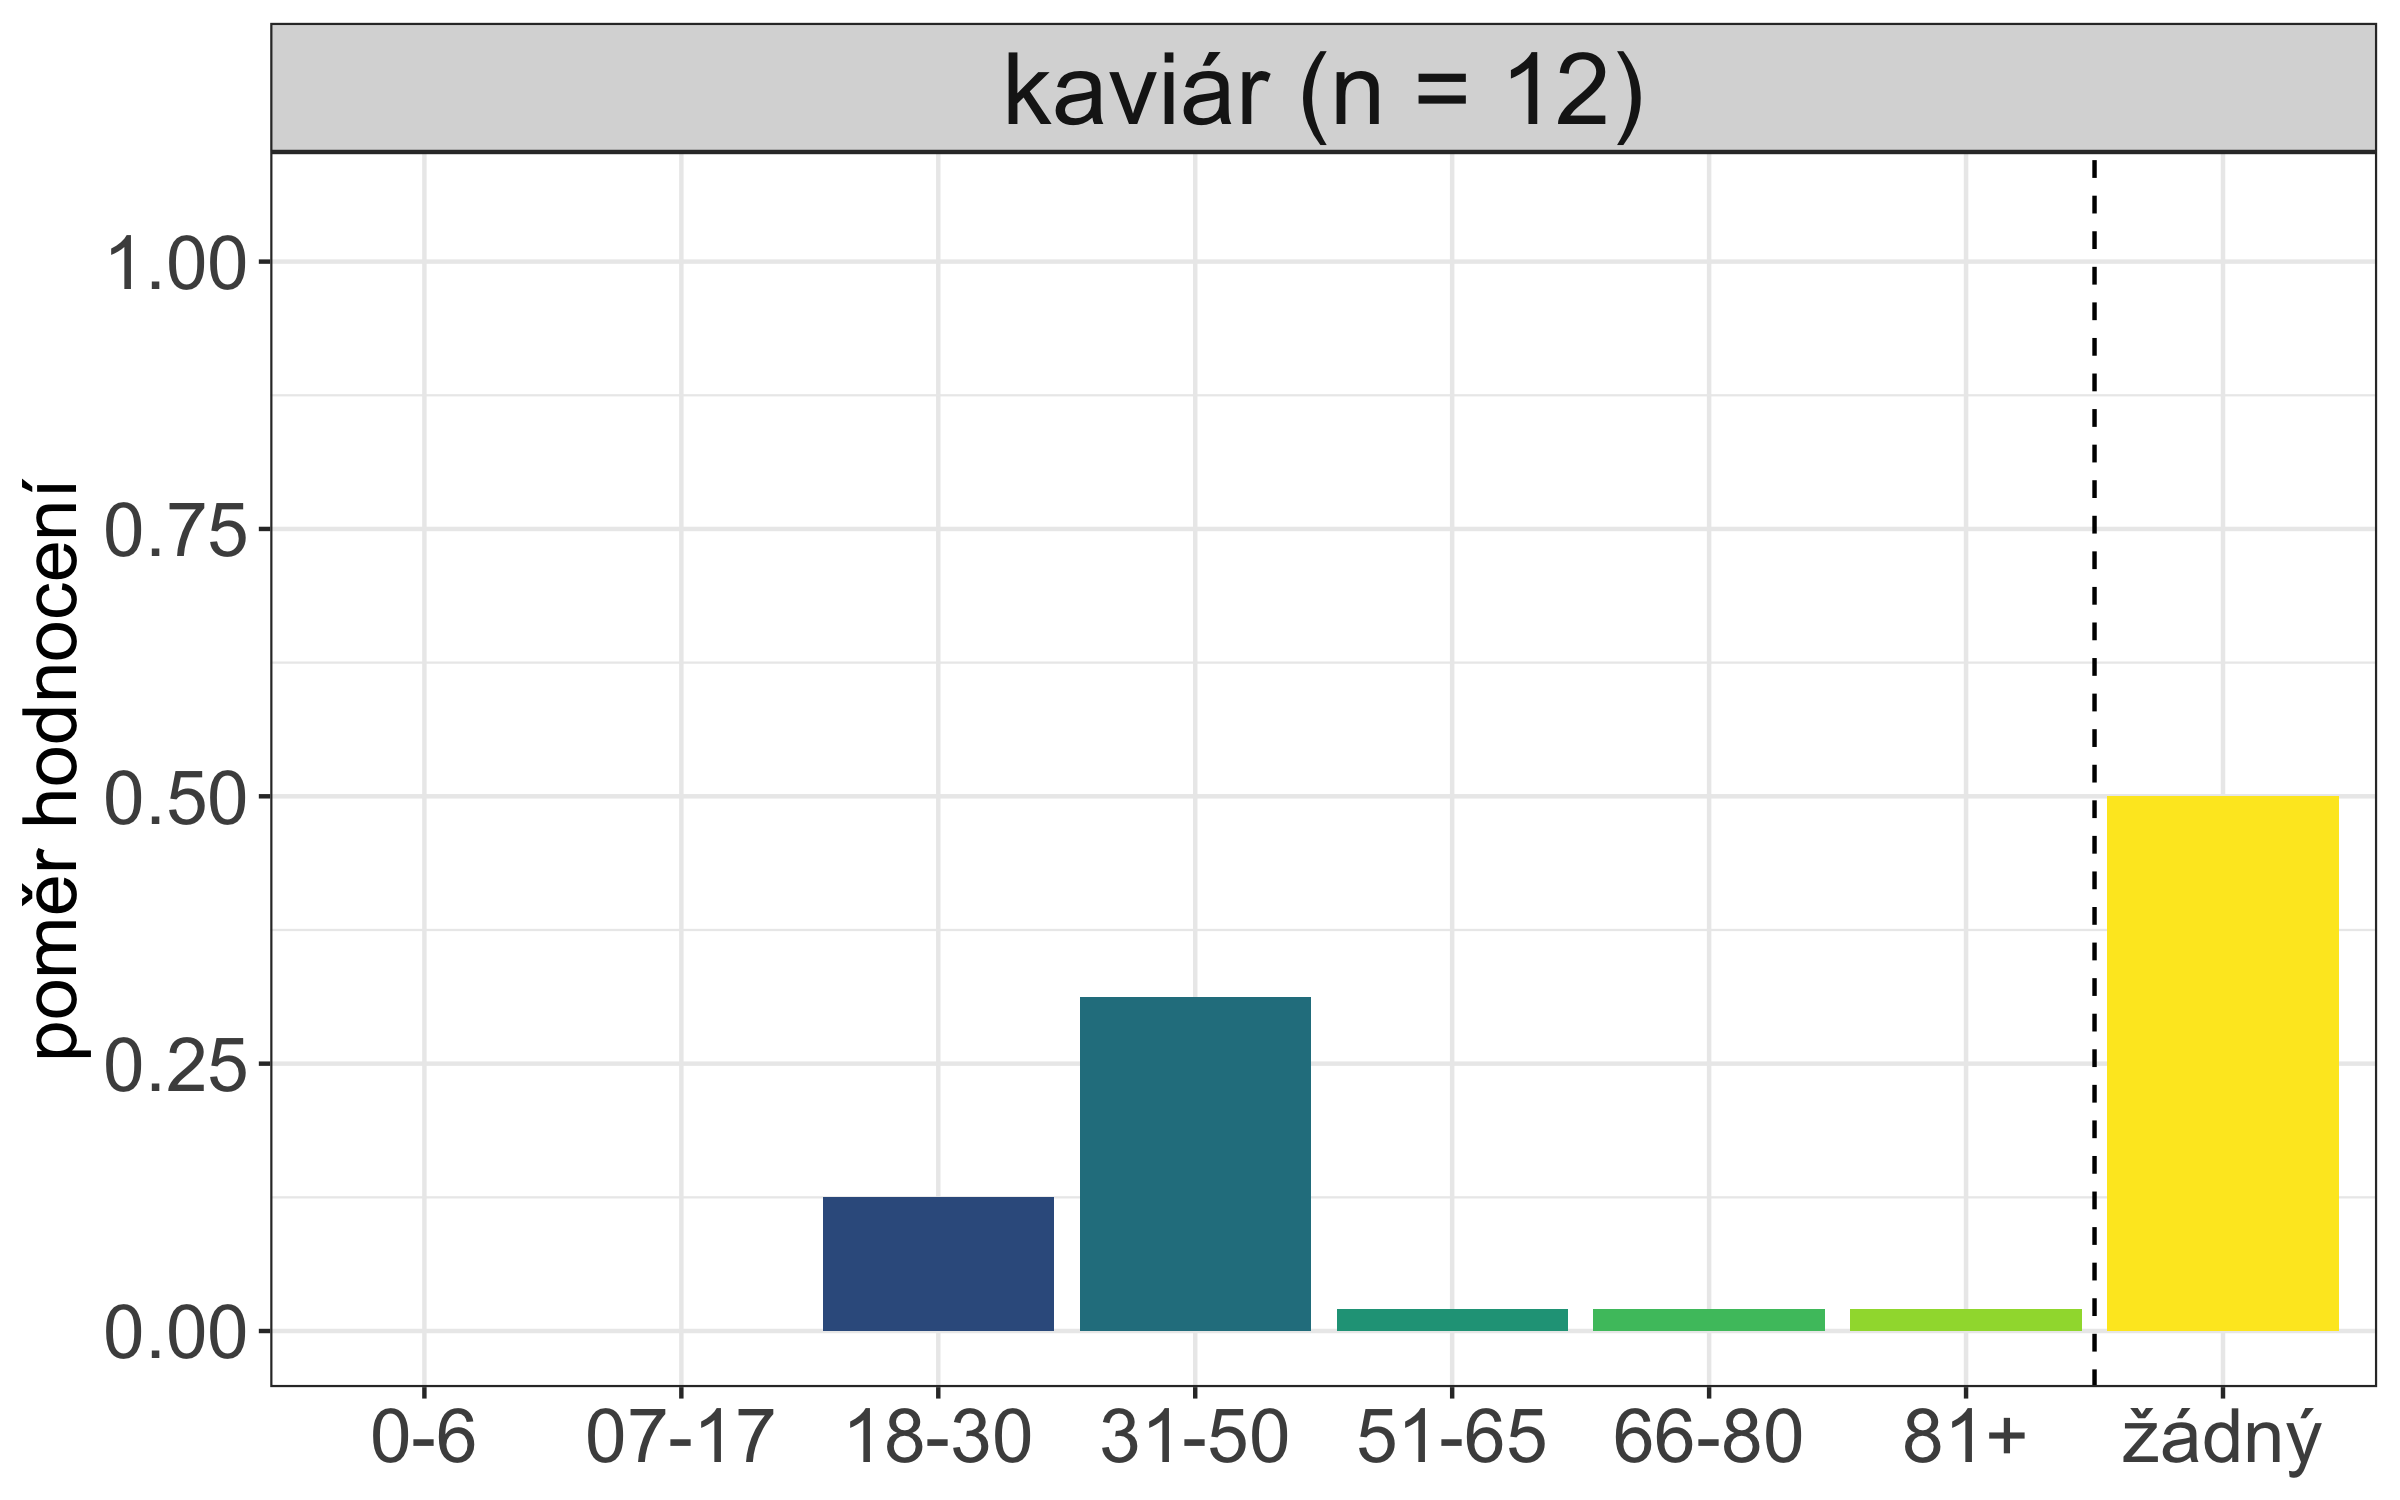 kaviár (n = 12)
poměr hodnocení
1.00
0.75
0.50
0.25
0.00
0-6 07-17 18-30 31-50 51-65 66-80 81+ žádný